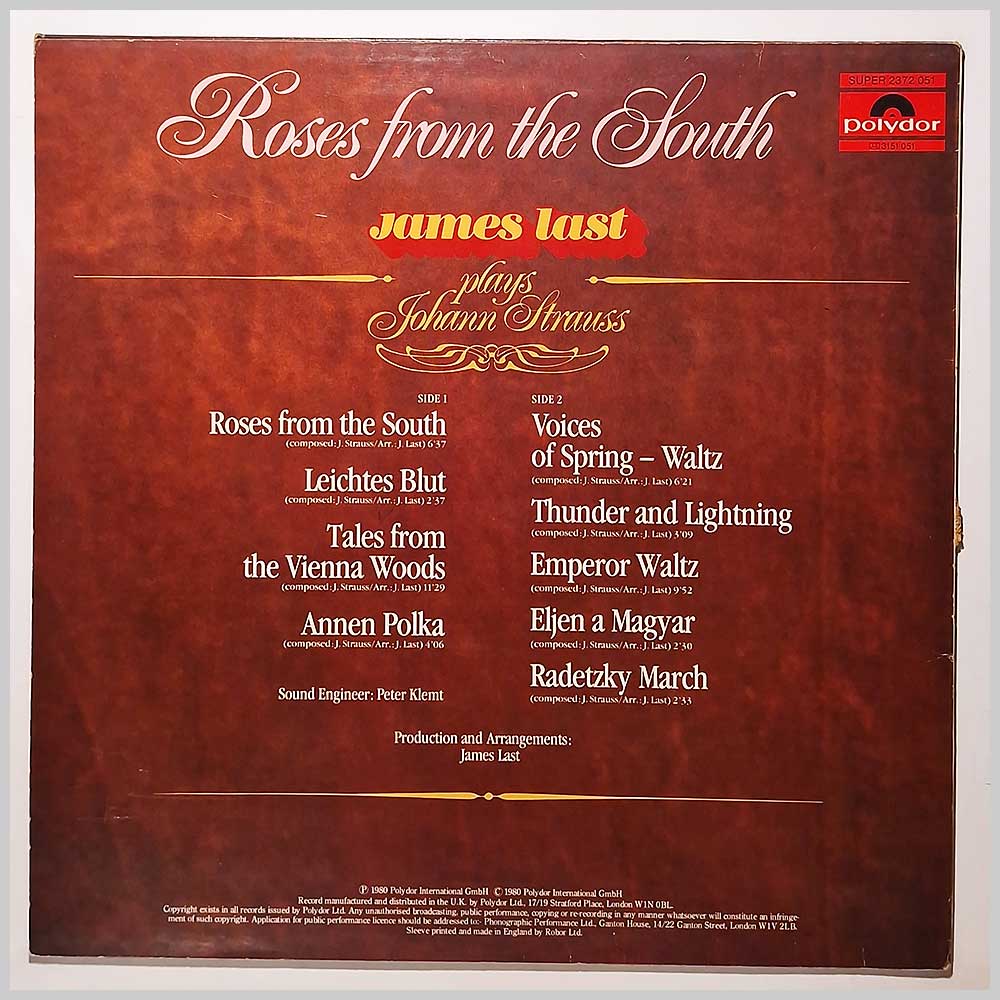 Roses from the South
SUPER 2372 051
polydor
3151 051
james last
plays
Johann Strauss
SIDE 1
Roses from the South
(composed: J. Strauss/Arr.: J. Last) 6'37
Leichtes Blut
(composed: J. Strauss/Arr.: J. Last) 2'37
Tales from
the Vienna Woods
(composed: J. Strauss/Arr.: J. Last) 11'29
Annen Polka
(composed: J. Strauss/Arr.: J. Last) 4'06
Sound Engineer: Peter Klemt
SIDE 2
Voices
of Spring – Waltz
(composed: J. Strauss/Arr.: J. Last) 6'21
Thunder and Lightning
(composed: J. Strauss/Arr.: J. Last) 3'09
Emperor Waltz
(composed: J. Strauss/Arr.: J. Last) 9'52
Eljen a Magyar
(composed: J. Strauss/Arr.: J. Last) 2'30
Radetzky March
(composed: J. Strauss/Arr.: J. Last) 2'33
Production and Arrangements:
James Last
Ⓟ 1980 Polydor International GmbH © 1980 Polydor International GmbH
Record manufactured and distributed in the U.K. by Polydor Ltd., 17/19 Stratford Place, London W1N 0BL.
Copyright exists in all records issued by Polydor Ltd. Any unauthorised broadcasting, public performance, copying or re-recording in any manner whatsoever will constitute an infringe-
ment of such copyright. Application for public performance licence should be addressed to:- Phonographic Performance Ltd., Ganton House, 14/22 Ganton Street, London W1V 2LB.
Sleeve printed and made in England by Robor Ltd.